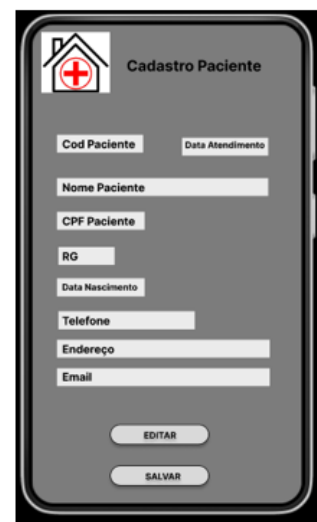 Cadastro Paciente
Cod Paciente
Data Atendimento
Nome Paciente
CPF Paciente
RG
Data Nascimento
Telefone
Endereço
Email
EDITAR
SALVAR